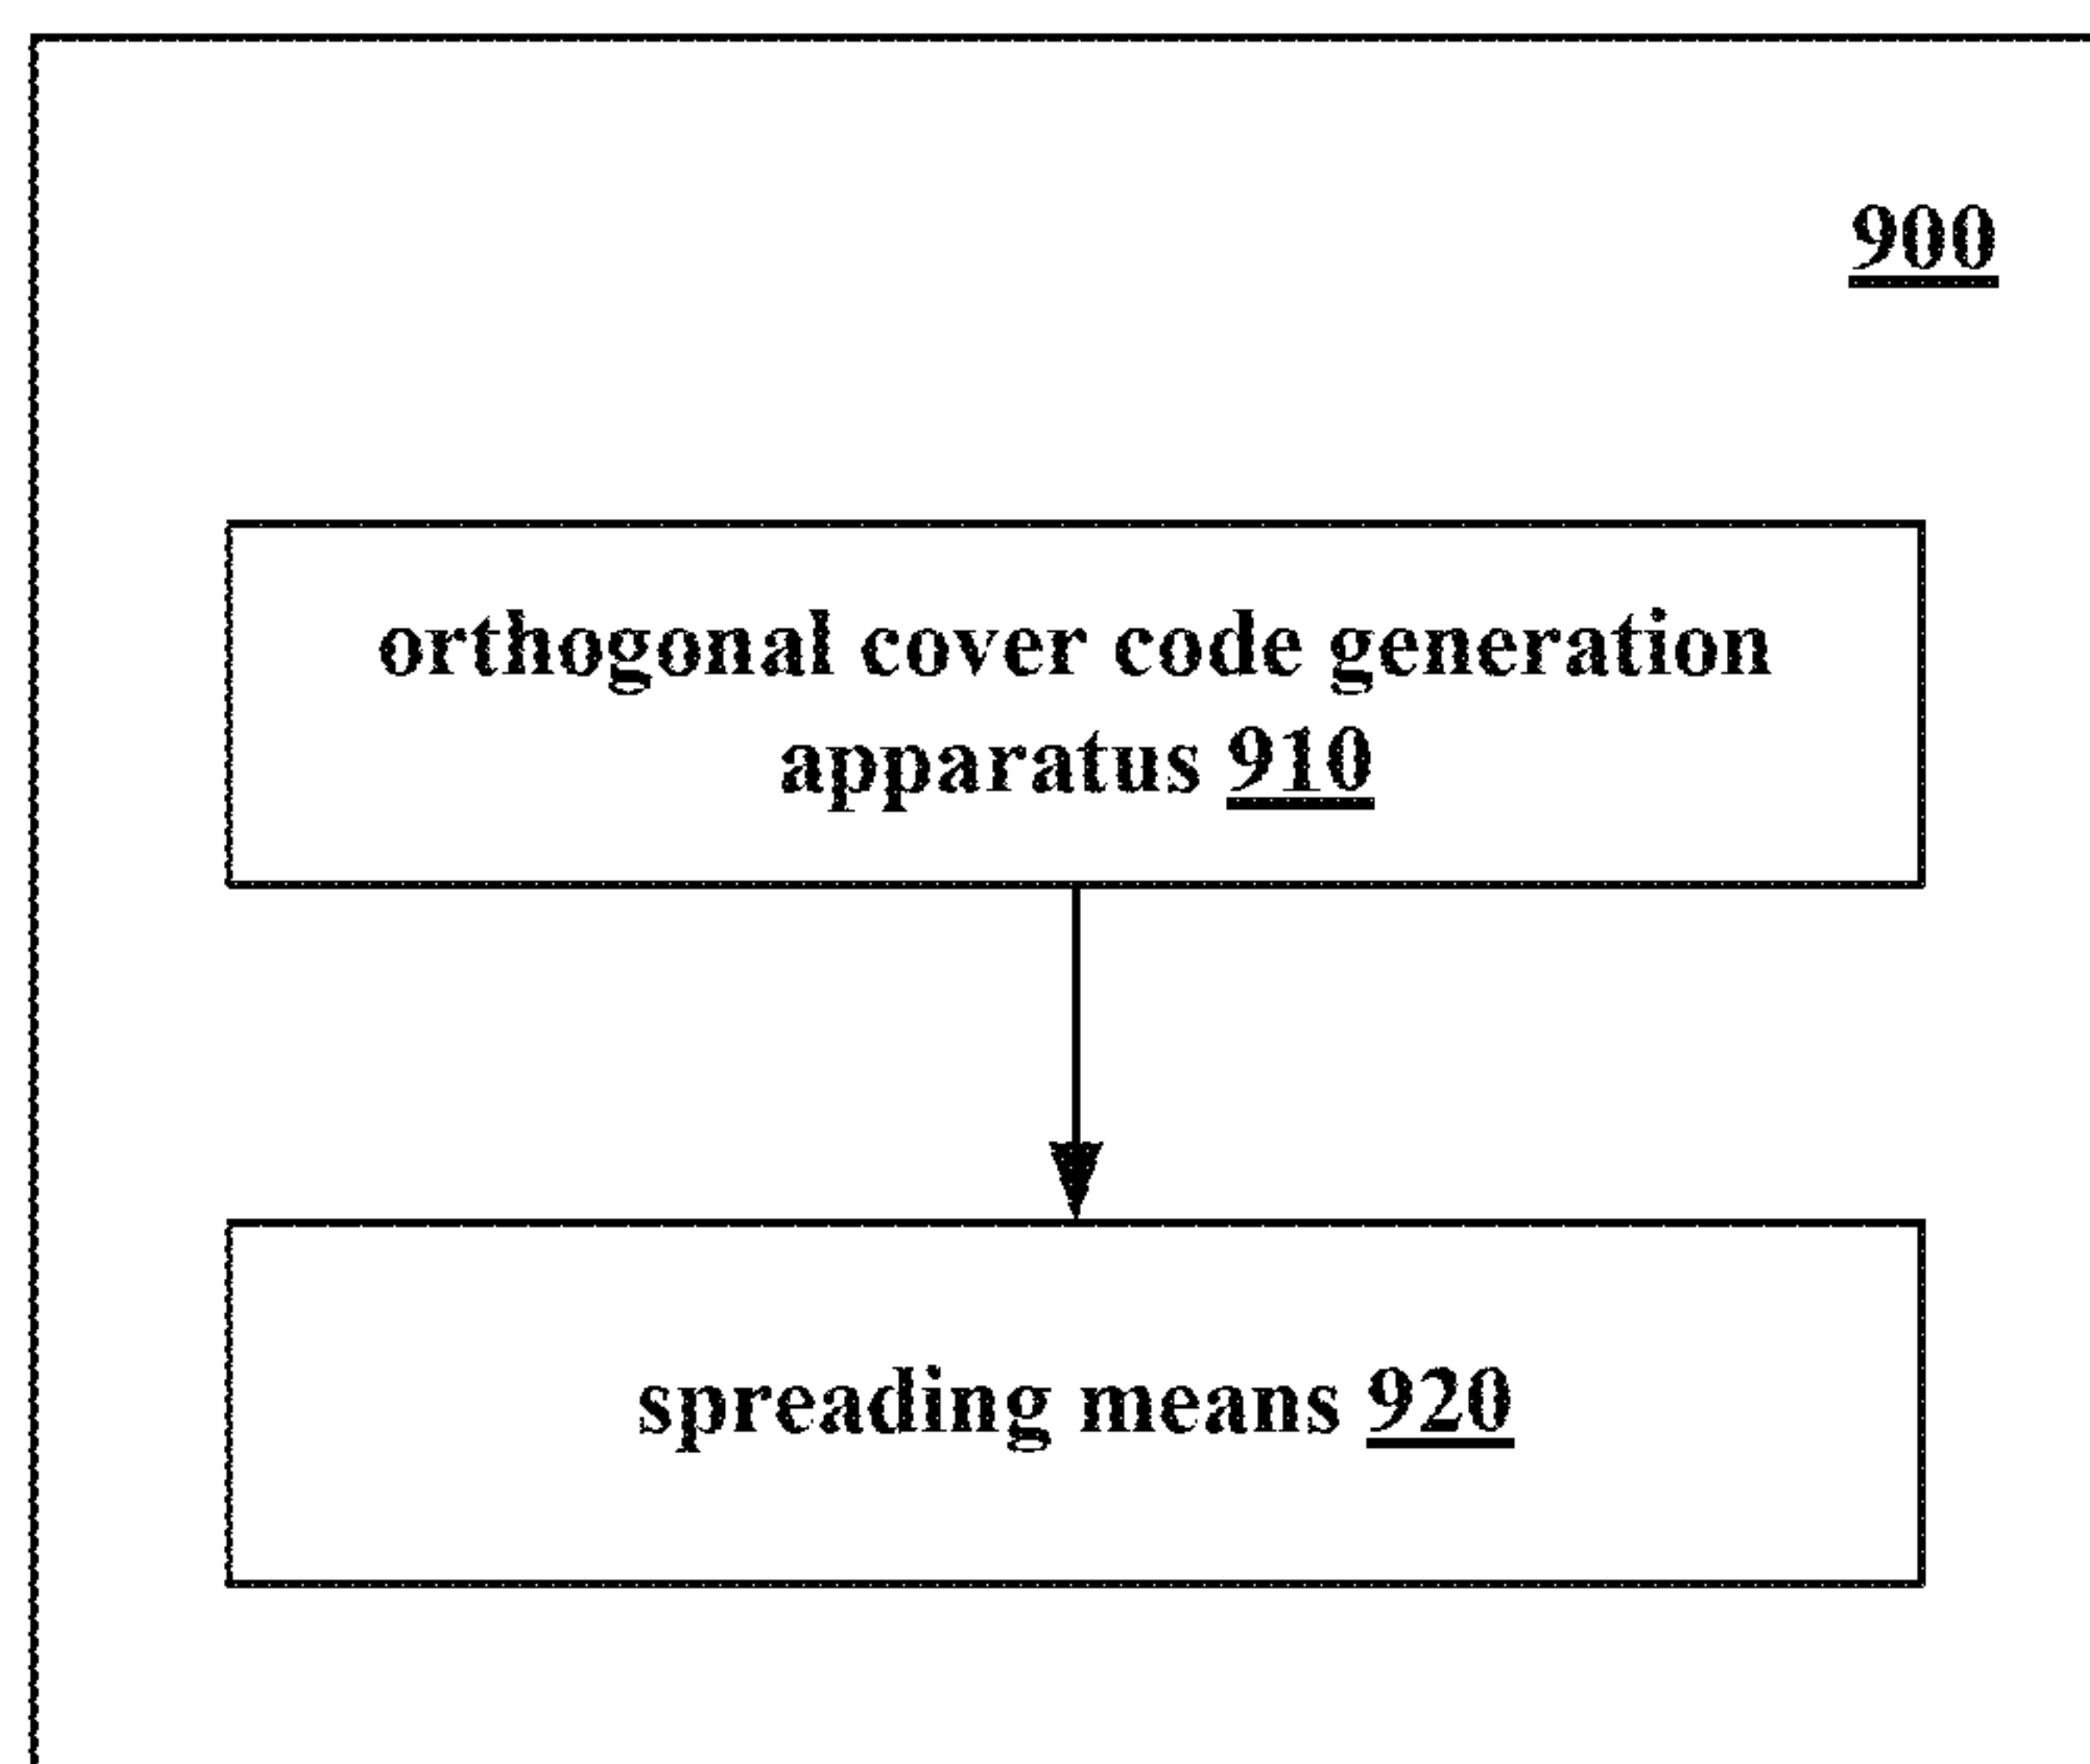 900
orthogonal cover code generation
apparatus 910
spreading means 920